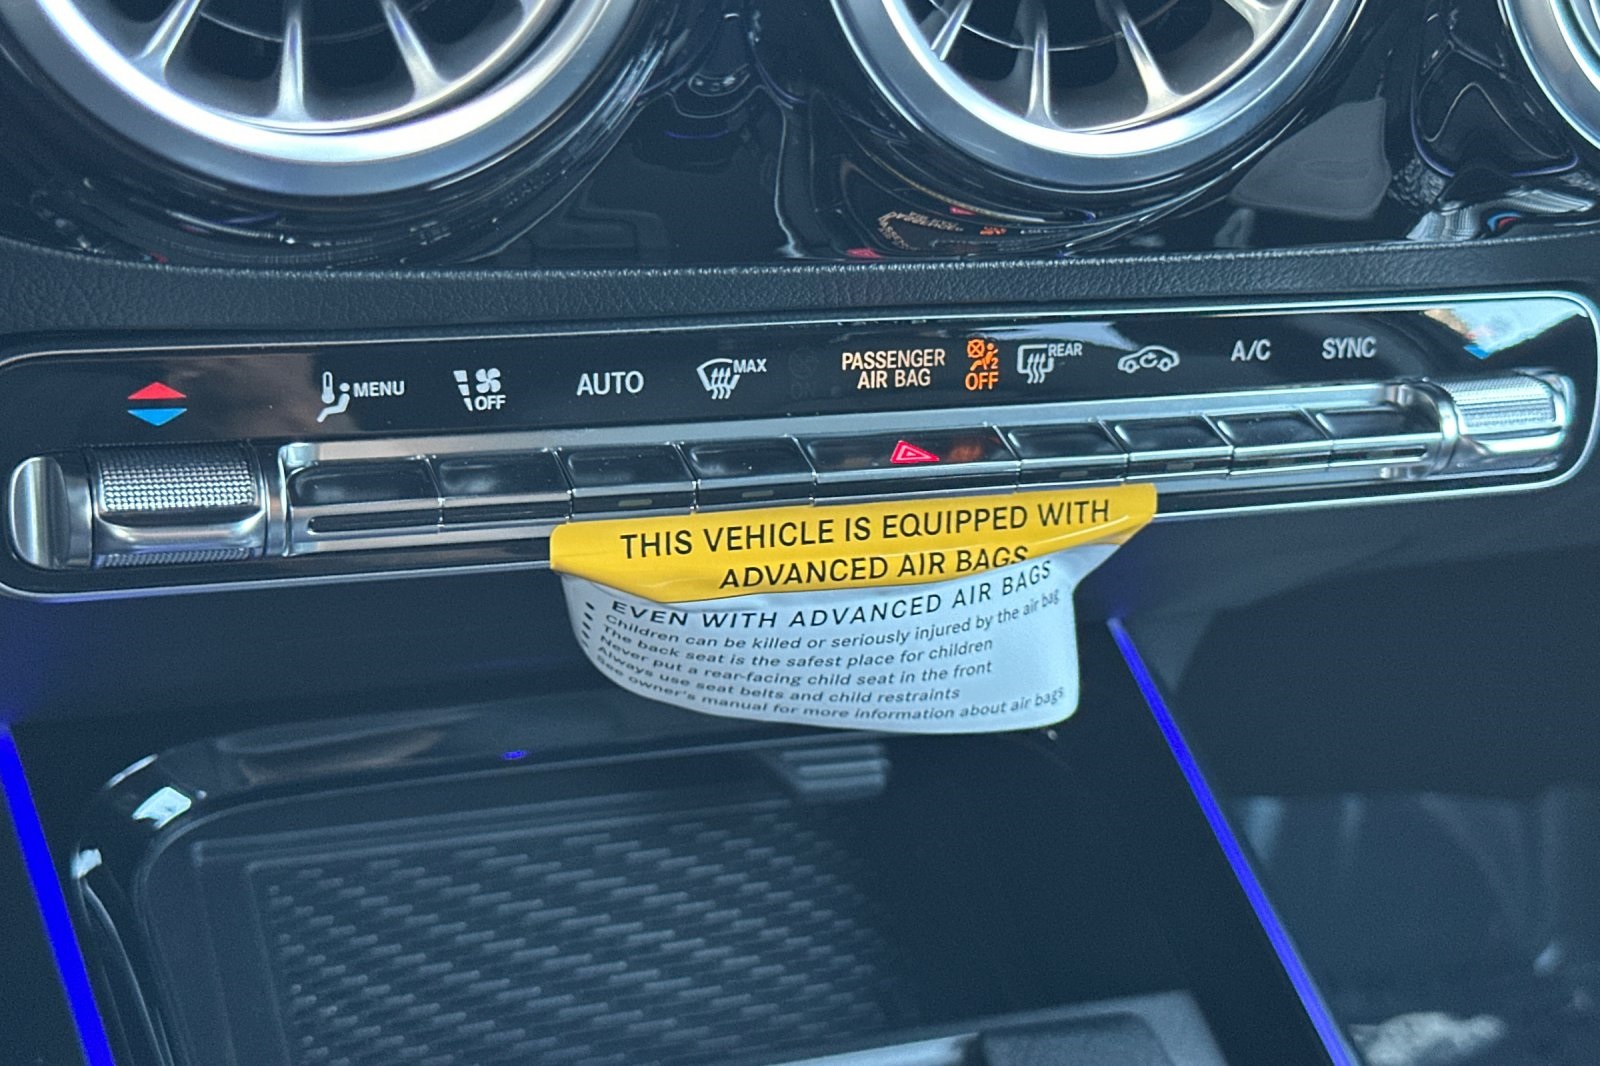 MENU
OFF
AUTO
MAX
PASSENGER
AIR BAG
2
OFF
REAR
A/C
SYNC
THIS VEHICLE IS EQUIPPED WITH
ADVANCED AIR BAGS
EVEN WITH ADVANCED AIR BAGS
• Children can be killed or seriously injured by the air bag
• The back seat is the safest place for children
• Never put a rear-facing child seat in the front
• Always use seat belts and child restraints
• See owner's manual for more information about air bags